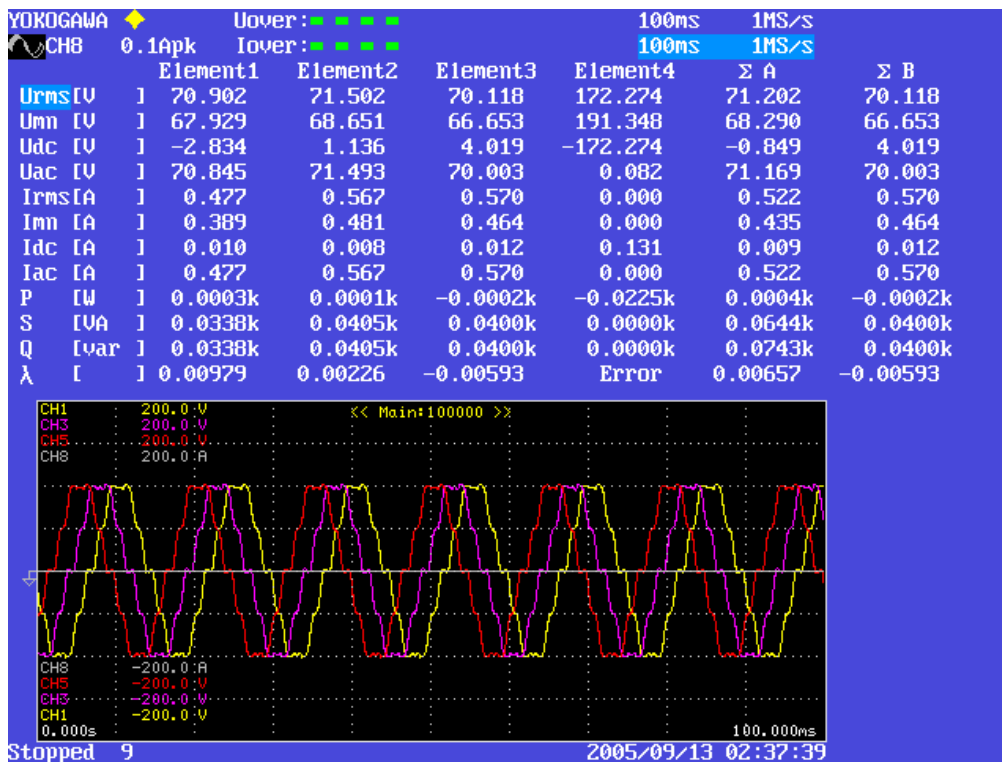 YOKOGAWA Uover: 100ms 1MS/s
CH8 0.1Apk Iover: 100ms 1MS/s
Element1 Element2 Element3 Element4 Σ A Σ B
Urms[V ] 70.902 71.502 70.118 172.274 71.202 70.118
Umn [V ] 67.929 68.651 66.653 191.348 68.290 66.653
Udc [V ] -2.834 1.136 4.019 -172.274 -0.849 4.019
Uac [V ] 70.845 71.493 70.003 0.082 71.169 70.003
Irms[A ] 0.477 0.567 0.570 0.000 0.522 0.570
Imn [A ] 0.389 0.481 0.464 0.000 0.435 0.464
Idc [A ] 0.010 0.008 0.012 0.131 0.009 0.012
Iac [A ] 0.477 0.567 0.570 0.000 0.522 0.570
P [W ] 0.0003k 0.0001k -0.0002k -0.0225k 0.0004k -0.0002k
S [VA ] 0.0338k 0.0405k 0.0400k 0.0000k 0.0644k 0.0400k
Q [var ] 0.0338k 0.0405k 0.0400k 0.0000k 0.0743k 0.0400k
λ [ ] 0.00979 0.00226 -0.00593 Error 0.00657 -0.00593
CH1 200.0 V << Main:100000 >>
CH3 200.0 V
CH5 200.0 V
CH8 200.0 A
CH8 -200.0 A
CH5 -200.0 V
CH3 -200.0 V
CH1 -200.0 V
0.000s 100.000ms
Stopped 9 2005/09/13 02:37:39